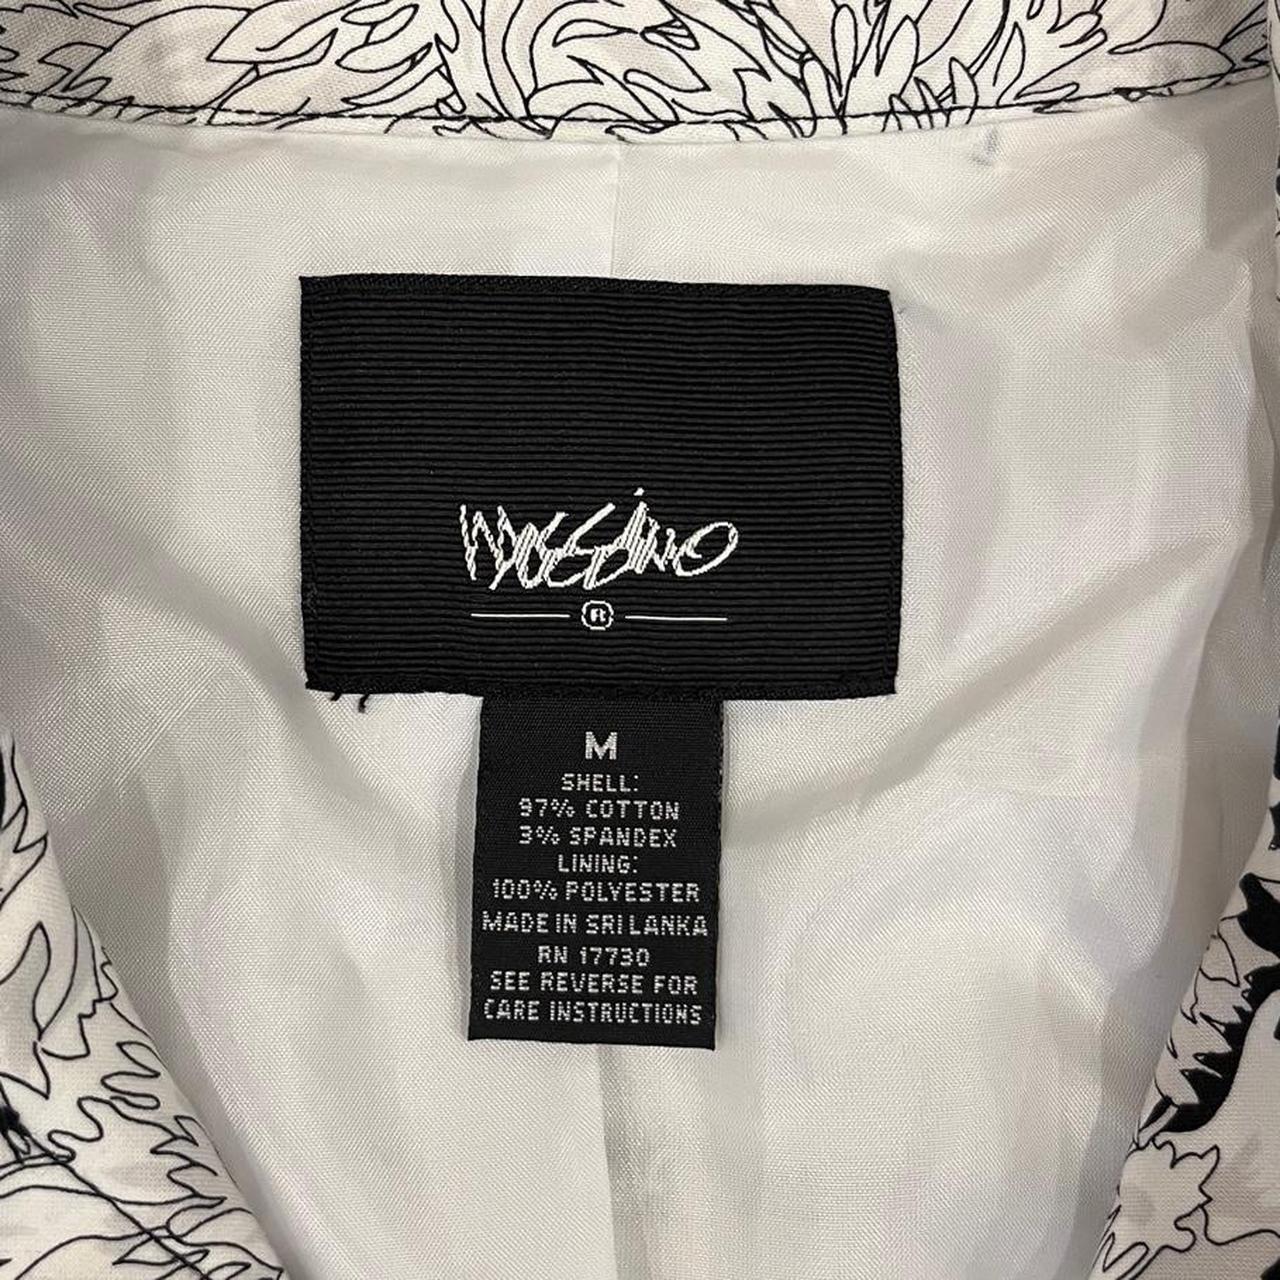 MOSSIMO
®
M
SHELL:
97% COTTON
3% SPANDEX
LINING:
100% POLYESTER
MADE IN SRI LANKA
RN 17730
SEE REVERSE FOR
CARE INSTRUCTIONS